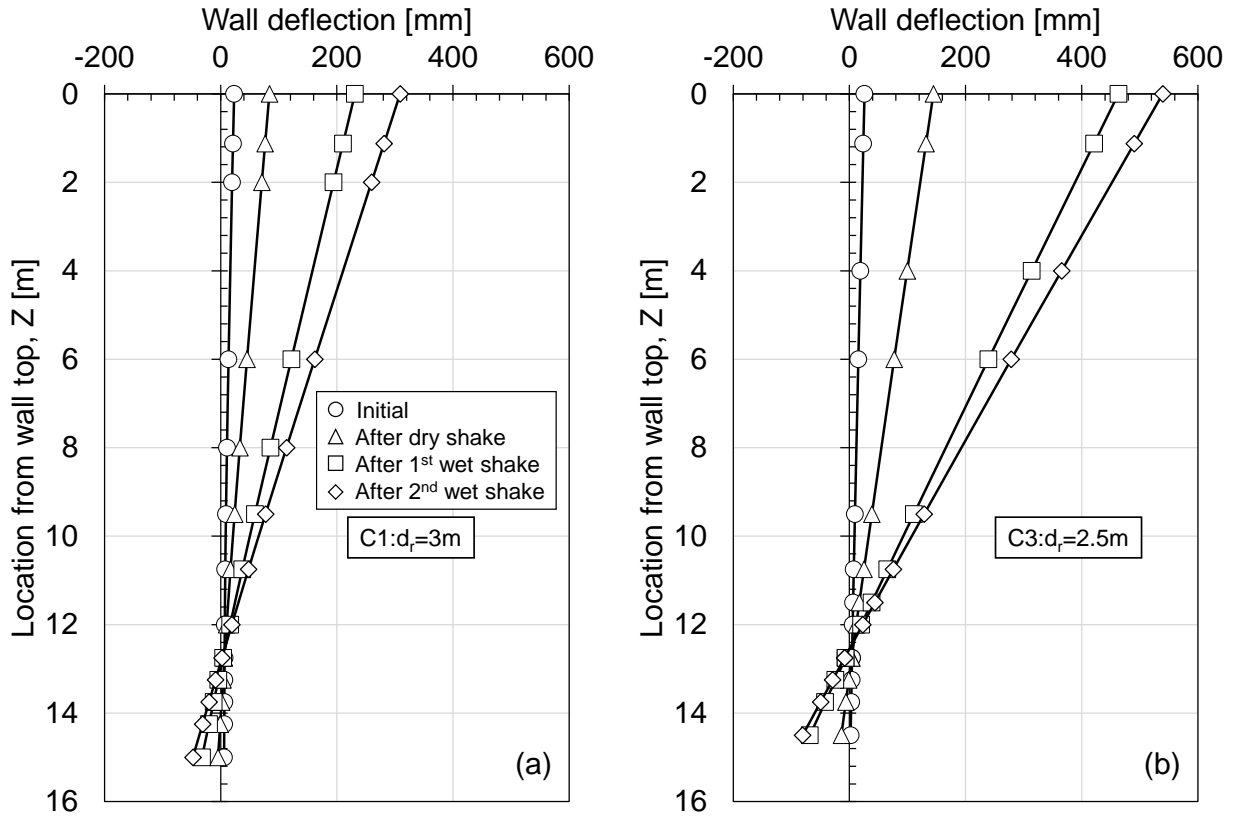 Wall deflection [mm]
-200 0 200 400 600
0
2
4
6
8
10
12
14
16
Location from wall top, Z [m]
Initial
After dry shake
After 1st wet shake
After 2nd wet shake
C1:dr=3m
(a)
Wall deflection [mm]
-200 0 200 400 600
0
2
4
6
8
10
12
14
16
Location from wall top, Z [m]
C3:dr=2.5m
(b)